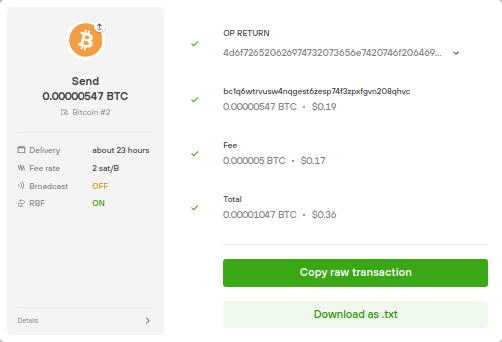 Send
0.00000547 BTC
Bitcoin #2
Delivery about 23 hours
Fee rate 2 sat/B
Broadcast OFF
RBF ON
Details
OP RETURN
4d6f726520626974732073656e7420746f206469...
bc1q6wtrvusw4nqgest6zesp74f3zpxfgvn208qhvc
0.00000547 BTC • $0.19
Fee
0.000005 BTC • $0.17
Total
0.00001047 BTC • $0.36
Copy raw transaction
Download as .txt